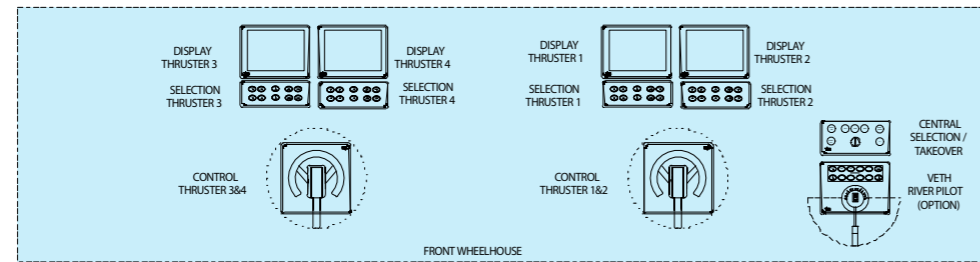 DISPLAY
THRUSTER 3
DISPLAY
THRUSTER 4
SELECTION
THRUSTER 3
SELECTION
THRUSTER 4
CONTROL
THRUSTER 3&4
DISPLAY
THRUSTER 1
DISPLAY
THRUSTER 2
SELECTION
THRUSTER 1
SELECTION
THRUSTER 2
CONTROL
THRUSTER 1&2
CENTRAL
SELECTION /
TAKEOVER
VETH
RIVER PILOT
(OPTION)
FRONT WHEELHOUSE